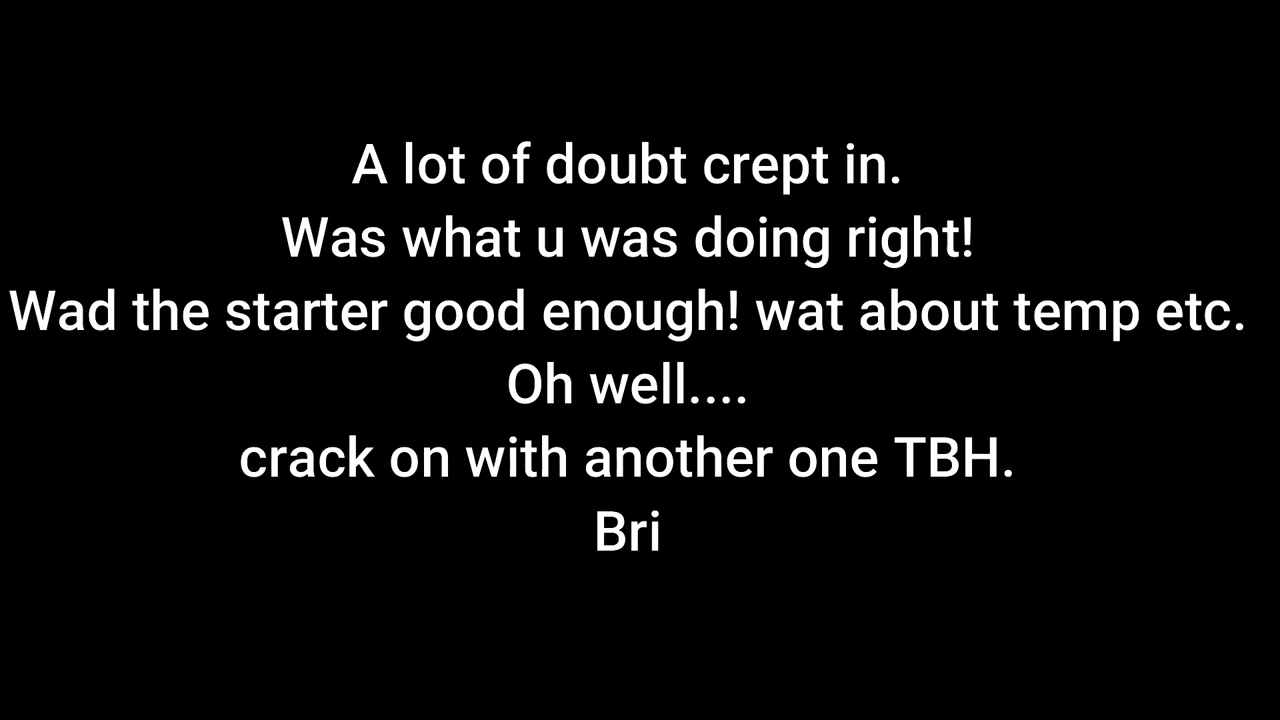 A lot of doubt crept in.
Was what u was doing right!
Wad the starter good enough! wat about temp etc.
Oh well....
crack on with another one TBH.
Bri